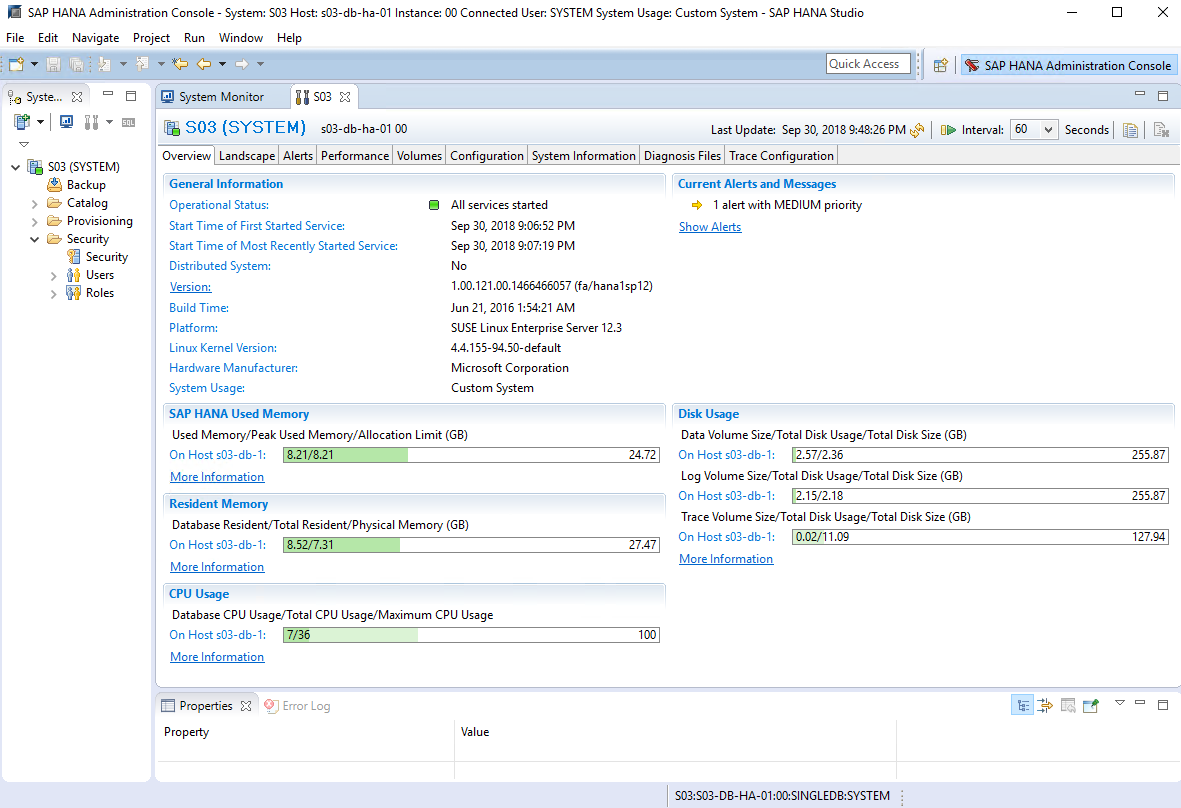 SAP HANA Administration Console - System: S03 Host: s03-db-ha-01 Instance: 00 Connected User: SYSTEM System Usage: Custom System - SAP HANA Studio
File Edit Navigate Project Run Window Help
Quick Access
SAP HANA Administration Console
Syste...
SQL
S03 (SYSTEM)
Backup
Catalog
Provisioning
Security
Security
Users
Roles
System Monitor
S03
S03 (SYSTEM) s03-db-ha-01 00
Last Update: Sep 30, 2018 9:48:26 PM Interval: 60 Seconds
Overview Landscape Alerts Performance Volumes Configuration System Information Diagnosis Files Trace Configuration
General Information
Operational Status: All services started
Start Time of First Started Service: Sep 30, 2018 9:06:52 PM
Start Time of Most Recently Started Service: Sep 30, 2018 9:07:19 PM
Distributed System: No
Version: 1.00.121.00.1466466057 (fa/hana1sp12)
Build Time: Jun 21, 2016 1:54:21 AM
Platform: SUSE Linux Enterprise Server 12.3
Linux Kernel Version: 4.4.155-94.50-default
Hardware Manufacturer: Microsoft Corporation
System Usage: Custom System
Current Alerts and Messages
1 alert with MEDIUM priority
Show Alerts
SAP HANA Used Memory
Used Memory/Peak Used Memory/Allocation Limit (GB)
On Host s03-db-1: 8.21/8.21 24.72
More Information
Resident Memory
Database Resident/Total Resident/Physical Memory (GB)
On Host s03-db-1: 8.52/7.31 27.47
More Information
CPU Usage
Database CPU Usage/Total CPU Usage/Maximum CPU Usage
On Host s03-db-1: 7/36 100
More Information
Disk Usage
Data Volume Size/Total Disk Usage/Total Disk Size (GB)
On Host s03-db-1: 2.57/2.36 255.87
Log Volume Size/Total Disk Usage/Total Disk Size (GB)
On Host s03-db-1: 2.15/2.18 255.87
Trace Volume Size/Total Disk Usage/Total Disk Size (GB)
On Host s03-db-1: 0.02/11.09 127.94
More Information
Properties
Error Log
Property Value
S03:S03-DB-HA-01:00:SINGLEDB:SYSTEM